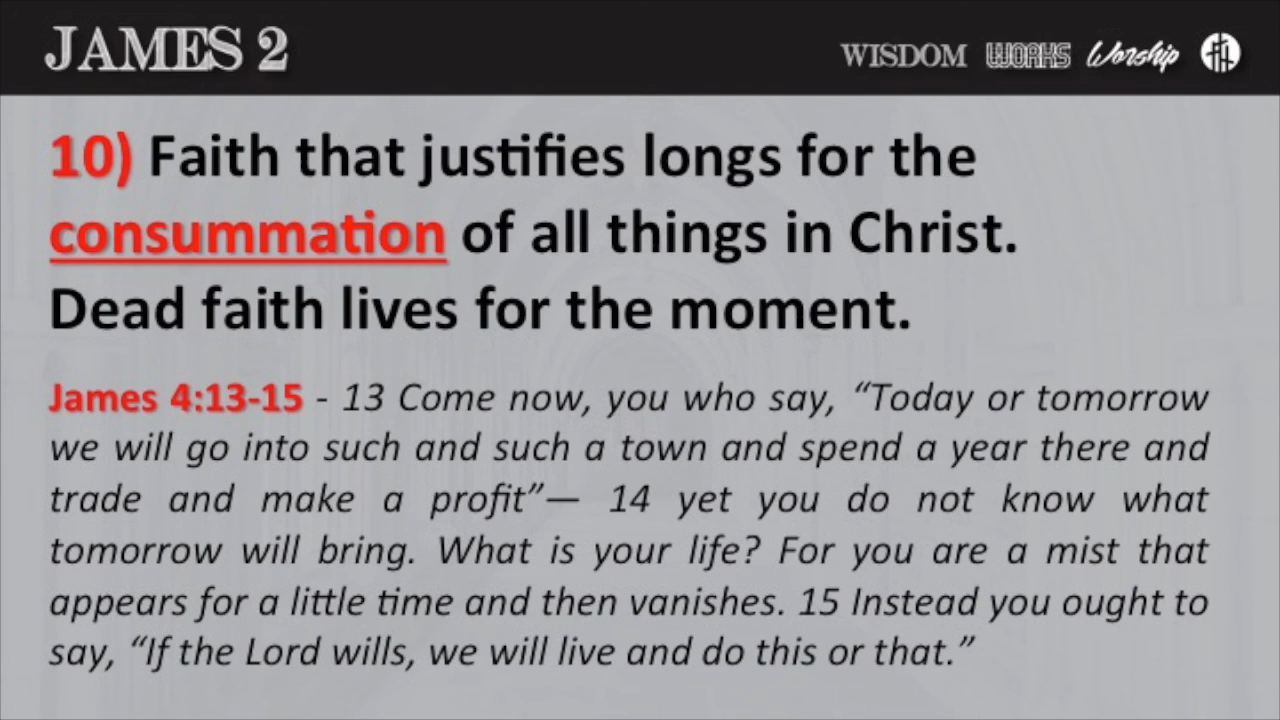 JAMES 2
WISDOM WORKS Worship
10) Faith that justifies longs for the
consummation of all things in Christ.
Dead faith lives for the moment.
James 4:13-15 - 13 Come now, you who say, “Today or tomorrow
we will go into such and such a town and spend a year there and
trade and make a profit”— 14 yet you do not know what
tomorrow will bring. What is your life? For you are a mist that
appears for a little time and then vanishes. 15 Instead you ought to
say, “If the Lord wills, we will live and do this or that.”